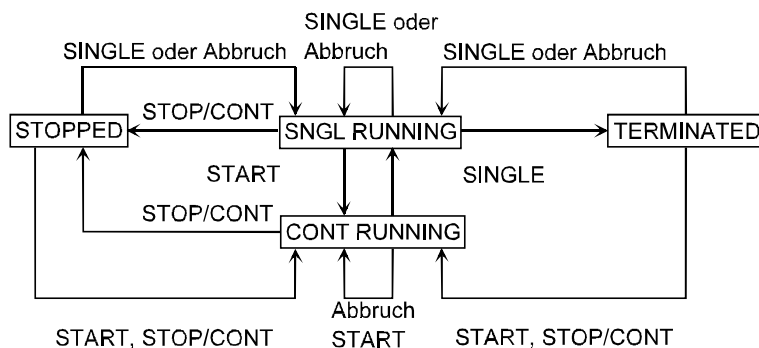 SINGLE oder
Abbruch
SINGLE oder Abbruch
SINGLE oder Abbruch
STOP/CONT
STOPPED
SNGL RUNNING
TERMINATED
START
SINGLE
STOP/CONT
CONT RUNNING
Abbruch
START
START, STOP/CONT
START, STOP/CONT